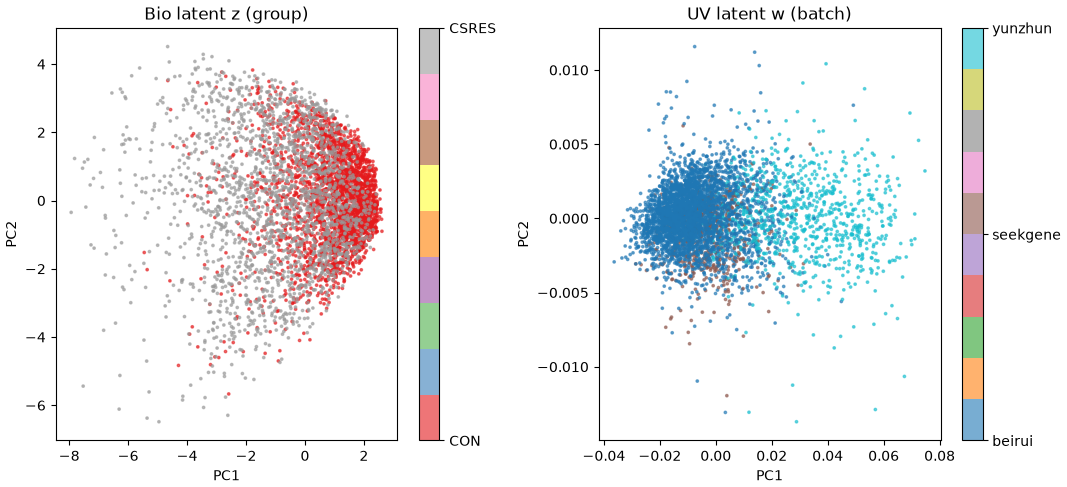 Bio latent z (group)
4
2
0
−2
−4
−6
PC2
−8
−6
−4
−2
0
2
PC1
CSRES
CON
UV latent w (batch)
0.010
0.005
0.000
−0.005
−0.010
PC2
−0.04
−0.02
0.00
0.02
0.04
0.06
0.08
PC1
yunzhun
seekgene
beirui